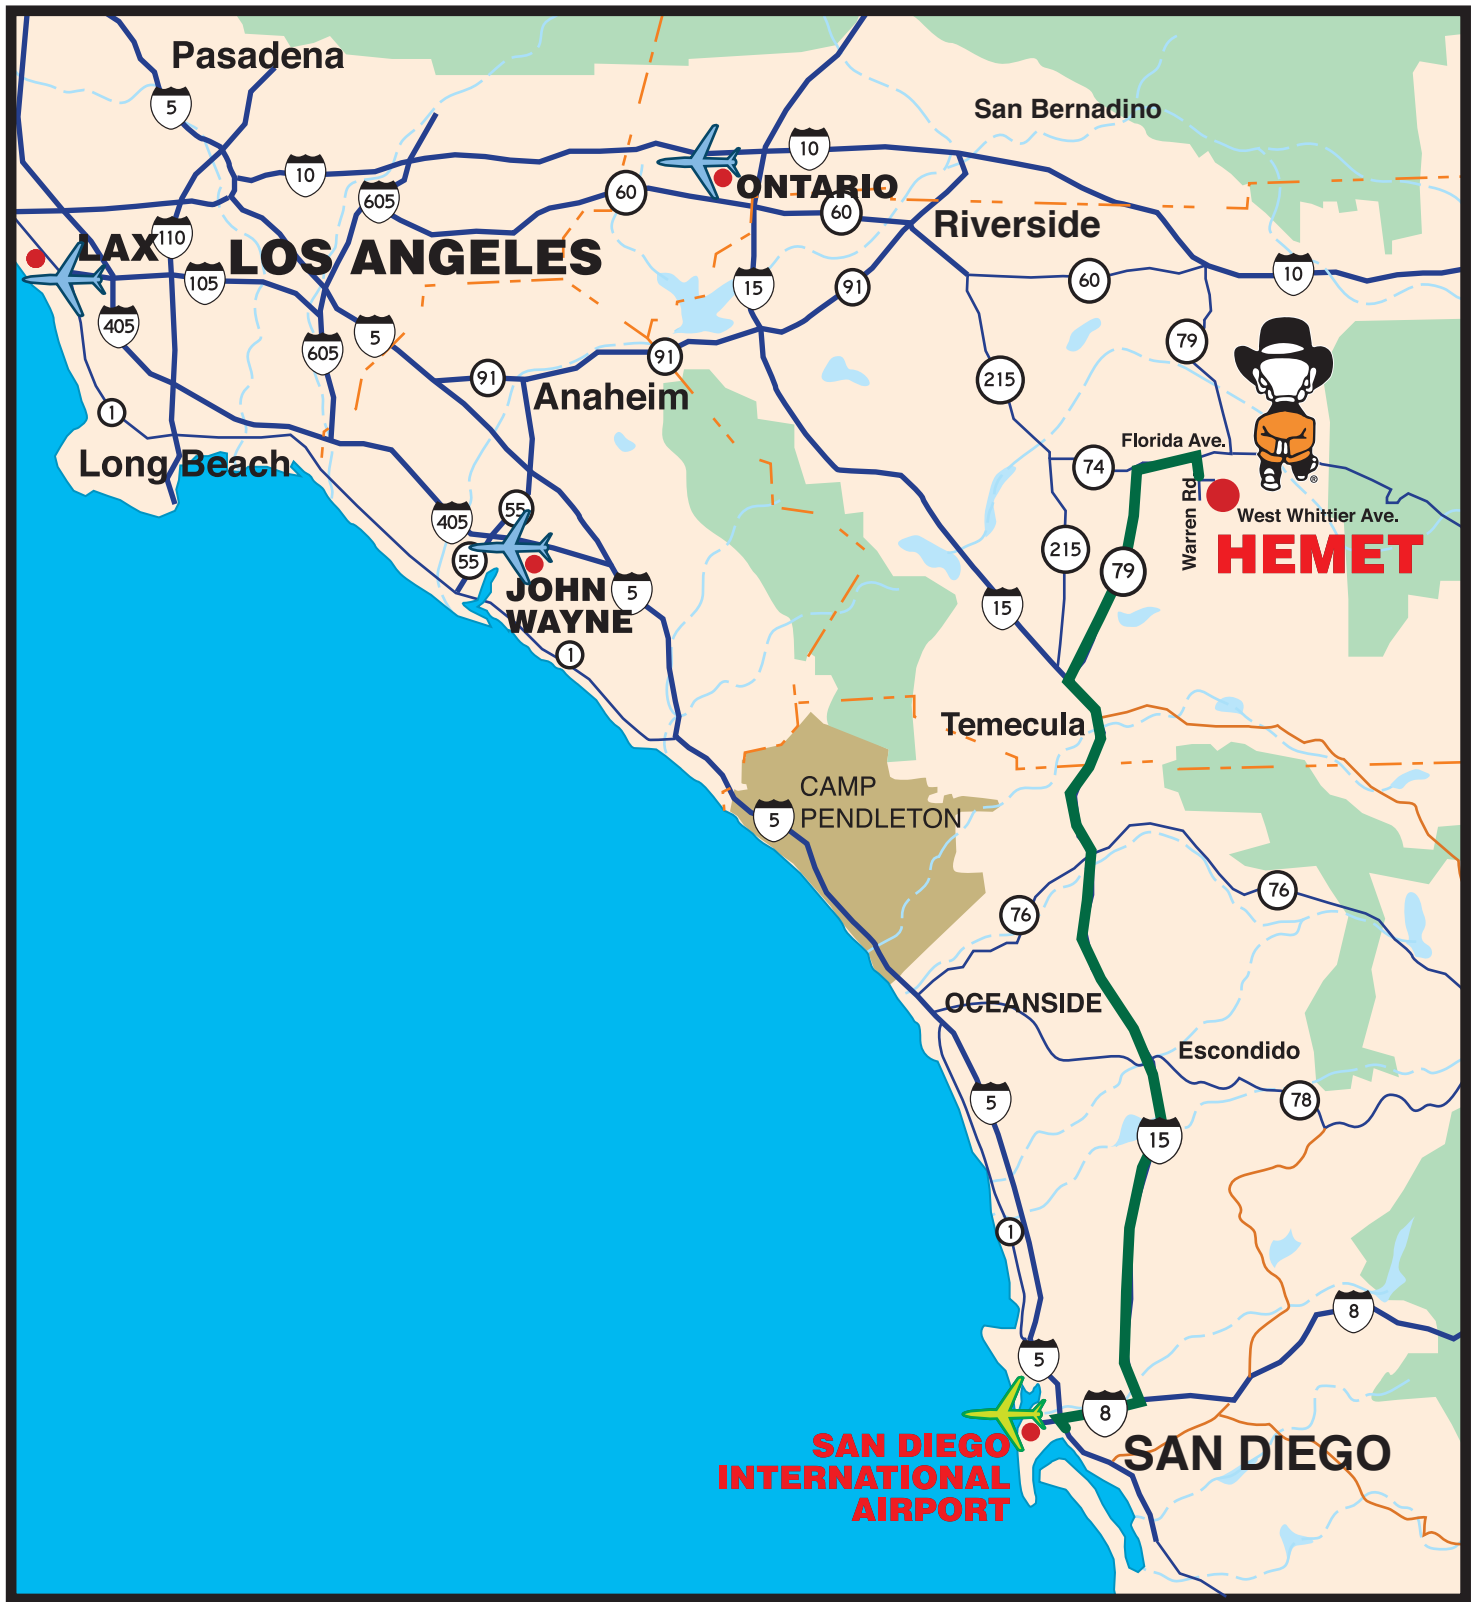 Pasadena
5
San Bernadino
10
10
ONTARIO
605
60
60
Riverside
110
LAX
LOS ANGELES
105
15
91
60
10
405
5
605
91
79
91
215
Anaheim
1
Florida Ave.
Long Beach
74
®
Warren Rd
West Whittier Ave.
HEMET
55
405
215
55
79
JOHN
WAYNE
5
15
1
Temecula
CAMP
PENDLETON
5
76
76
OCEANSIDE
Escondido
5
78
15
1
8
5
8
SAN DIEGO
INTERNATIONAL
AIRPORT
SAN DIEGO